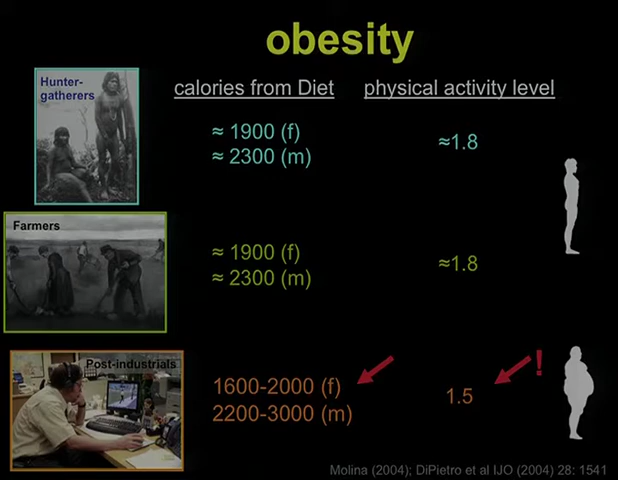 obesity
Hunter-
gatherers
calories from Diet
physical activity level
≈ 1900 (f)
≈ 2300 (m)
≈1.8
Farmers
≈ 1900 (f)
≈ 2300 (m)
≈1.8
Post-industrials
1600-2000 (f)
2200-3000 (m)
1.5
!
Molina (2004); DiPietro et al IJO (2004) 28: 1541